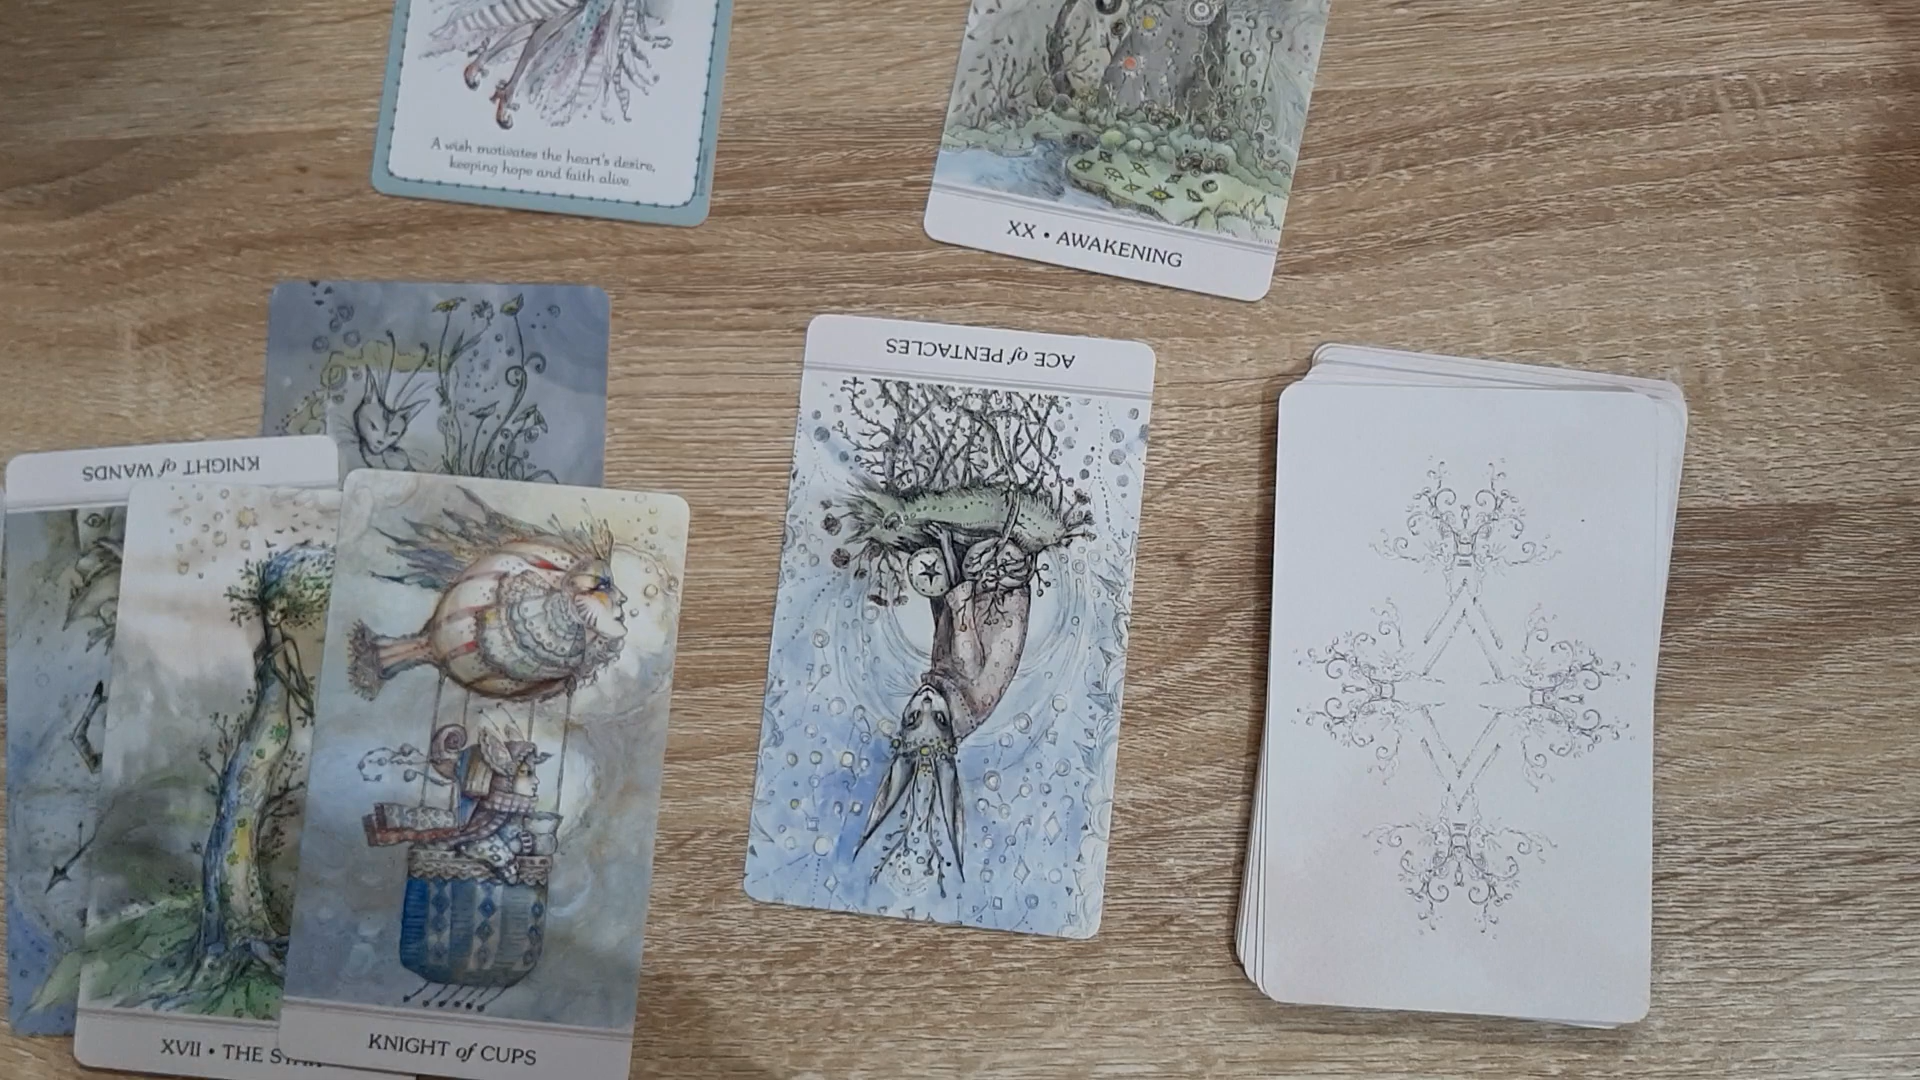 A wish motivates the heart's desire,
keeping hope and faith alive
XX • AWAKENING
ACE of PENTACLES
KNIGHT of WANDS
XVII • THE STAR
KNIGHT of CUPS